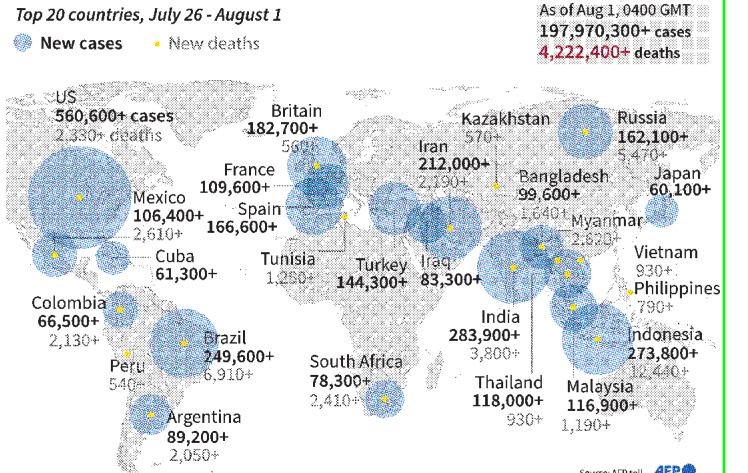 Top 20 countries, July 26 - August 1
New cases
New deaths
As of Aug 1, 0400 GMT
197,970,300+ cases
4,222,400+ deaths
US
560,600+ cases
2,330+ deaths
Mexico
106,400+
2,610+
Cuba
61,300+
Colombia
66,500+
2,130+
Peru
540+
Brazil
249,600+
6,910+
Argentina
89,200+
2,050+
Britain
182,700+
France
109,600+
Spain
166,600+
Tunisia
Turkey
144,300+
South Africa
78,300+
2,410+
Iran
212,000+
2,190+
Iraq
83,300+
Kazakhstan
570+
Russia
162,100+
5,470+
Bangladesh
99,600+
1,640+
Japan
60,100+
Myanmar
Vietnam
930+
Philippines
790+
India
283,900+
3,800+
Thailand
118,000+
930+
Malaysia
116,900+
1,190+
Indonesia
273,800+
12,440+
Source: AFP tally
AFP